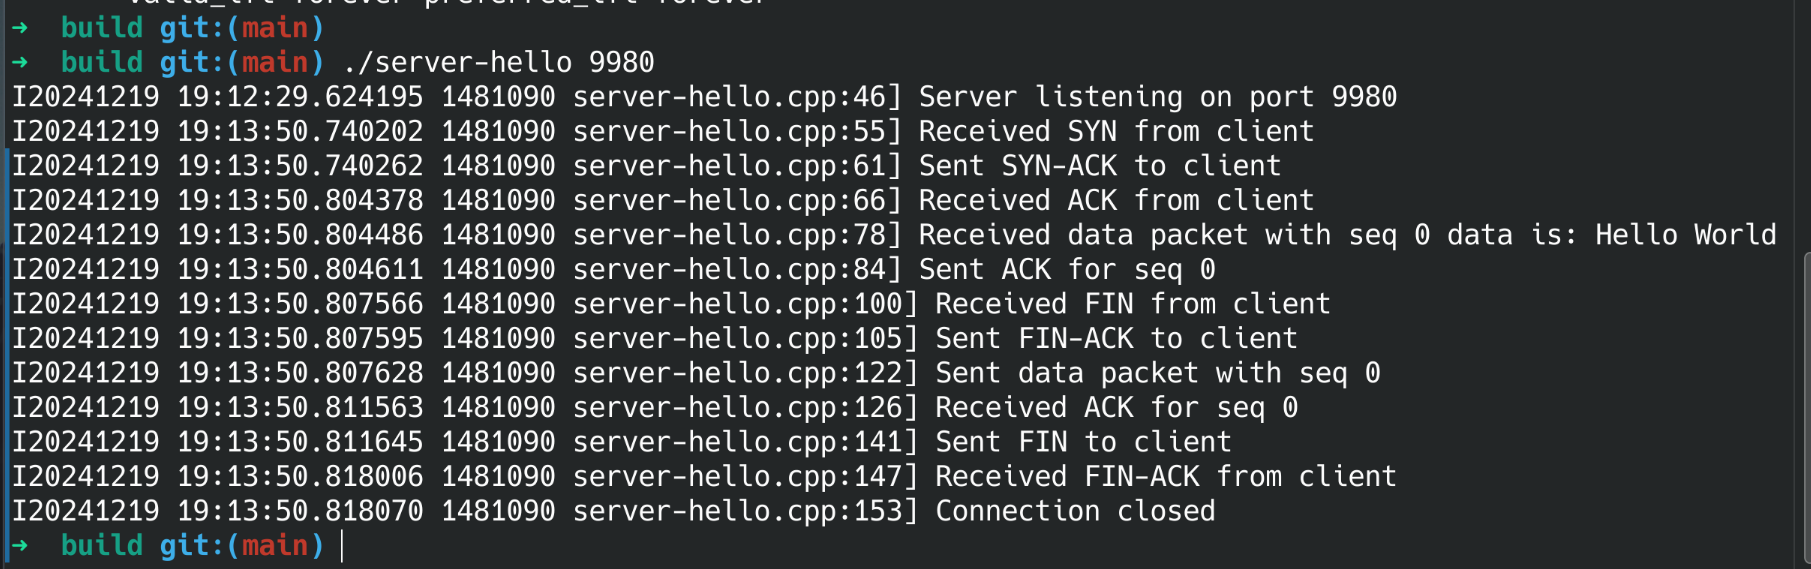 valid_lft forever preferred_lft forever
➜  build git:(main)
➜  build git:(main) ./server-hello 9980
I20241219 19:12:29.624195 1481090 server-hello.cpp:46] Server listening on port 9980
I20241219 19:13:50.740202 1481090 server-hello.cpp:55] Received SYN from client
I20241219 19:13:50.740262 1481090 server-hello.cpp:61] Sent SYN-ACK to client
I20241219 19:13:50.804378 1481090 server-hello.cpp:66] Received ACK from client
I20241219 19:13:50.804486 1481090 server-hello.cpp:78] Received data packet with seq 0 data is: Hello World
I20241219 19:13:50.804611 1481090 server-hello.cpp:84] Sent ACK for seq 0
I20241219 19:13:50.807566 1481090 server-hello.cpp:100] Received FIN from client
I20241219 19:13:50.807595 1481090 server-hello.cpp:105] Sent FIN-ACK to client
I20241219 19:13:50.807628 1481090 server-hello.cpp:122] Sent data packet with seq 0
I20241219 19:13:50.811563 1481090 server-hello.cpp:126] Received ACK for seq 0
I20241219 19:13:50.811645 1481090 server-hello.cpp:141] Sent FIN to client
I20241219 19:13:50.818006 1481090 server-hello.cpp:147] Received FIN-ACK from client
I20241219 19:13:50.818070 1481090 server-hello.cpp:153] Connection closed
➜  build git:(main)